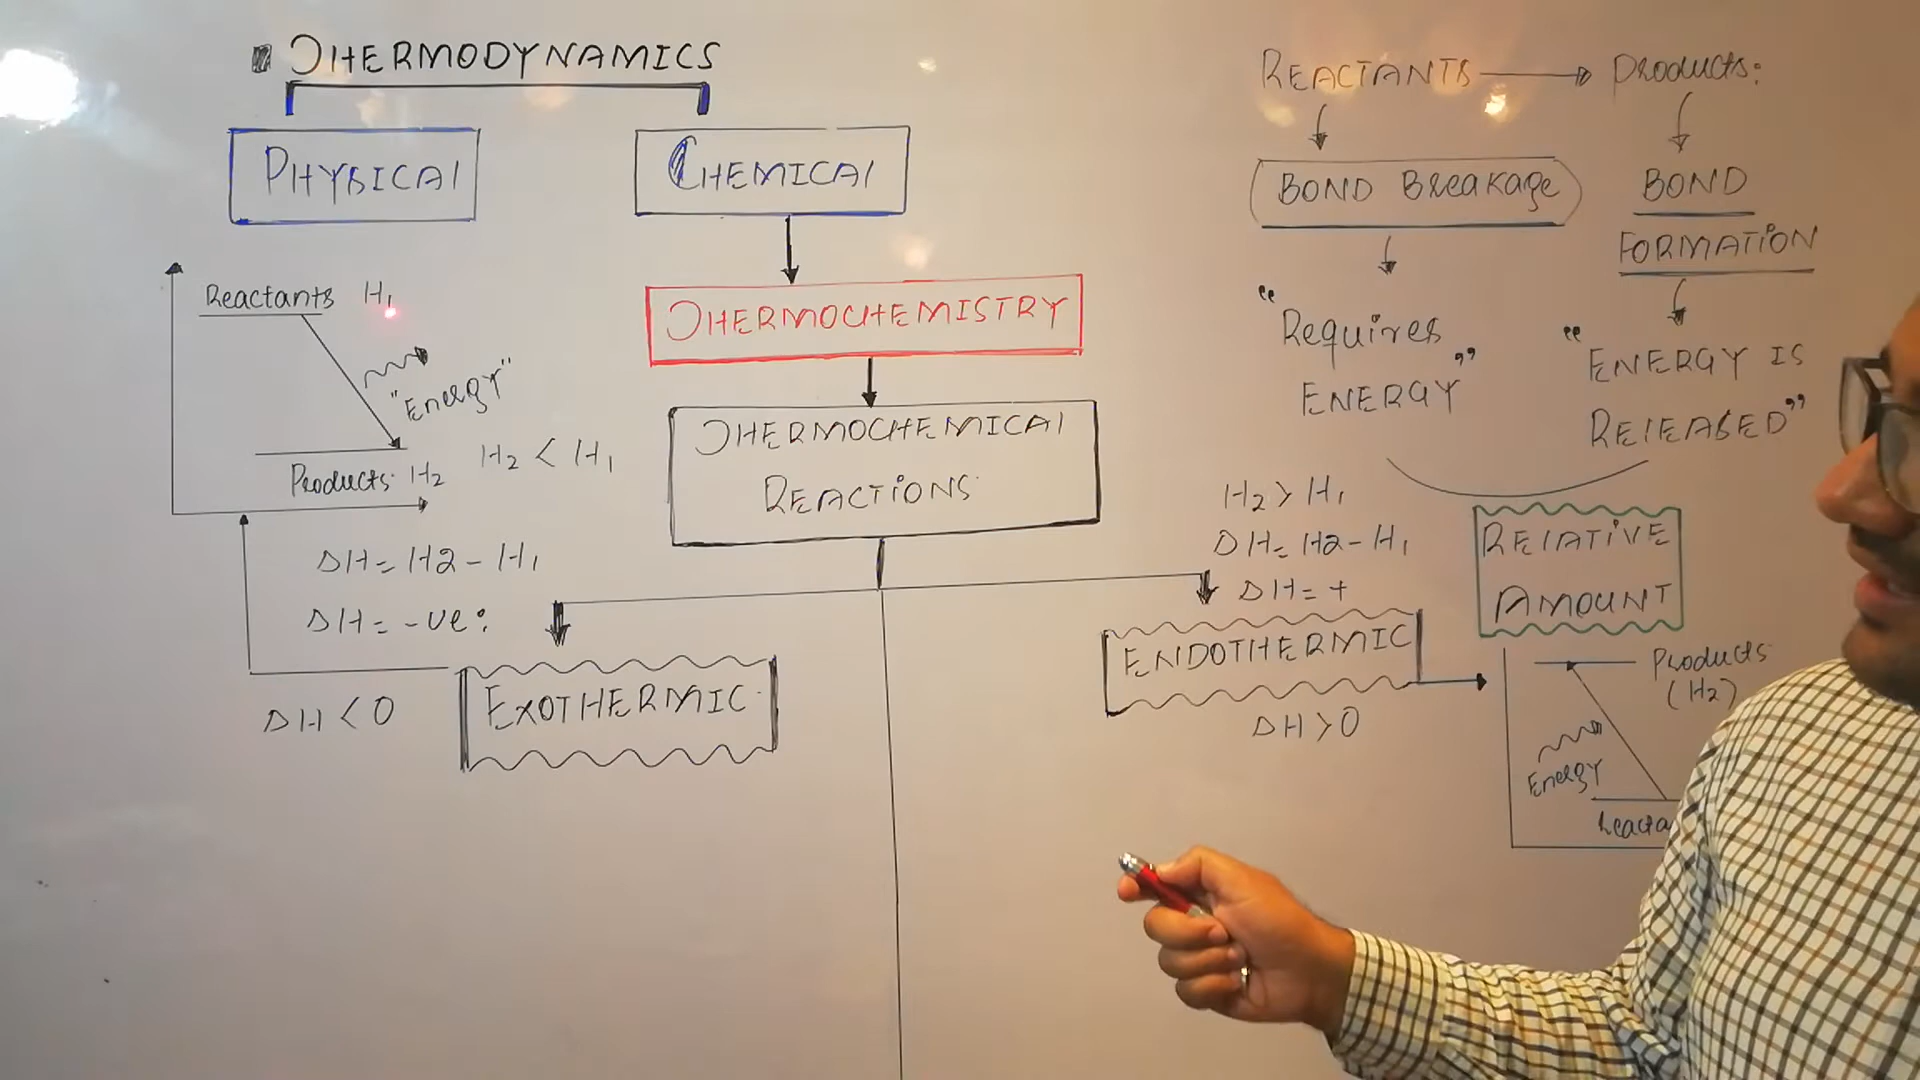 THERMODYNAMICS
PHYSICAL
CHEMICAL
THERMOCHEMISTRY
THERMOCHEMICAL
REACTIONS
Reactants H₁
"Energy"
Products H₂
H₂ < H₁
ΔH = H2 - H₁
ΔH = -ve:
ΔH < 0
EXOTHERMIC
REACTANTS → Products:
BOND BReakage
"Requires
ENERGY"
BOND
FORMATION
"ENERGY IS
RELEASED"
RELATIVE
AMOUNT
H₂ > H₁
ΔH = H2 - H₁
ΔH = +
ENDOTHERMIC
ΔH > 0
Products
(H₂)
Energy